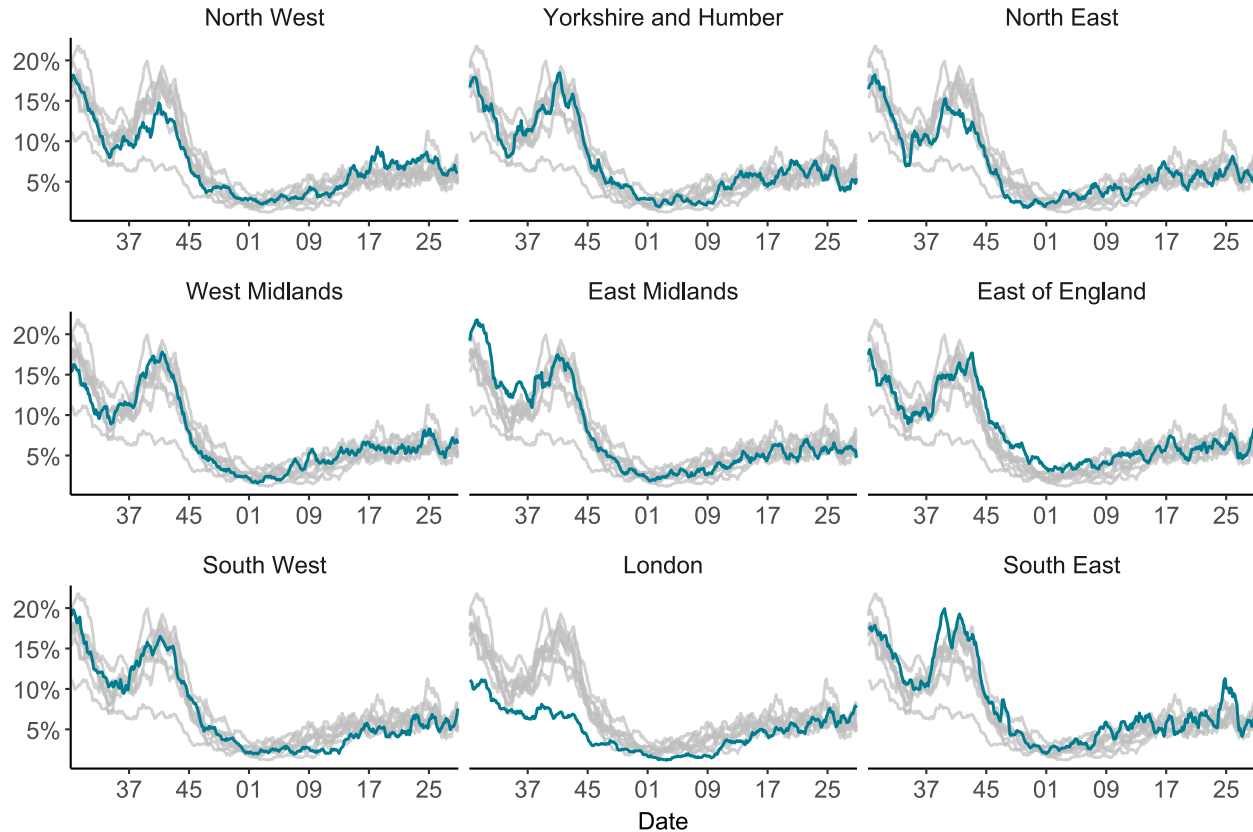 North West Yorkshire and Humber North East
20%
15%
10%
5%
37 45 01 09 17 25 37 45 01 09 17 25 37 45 01 09 17 25
West Midlands East Midlands East of England
20%
15%
10%
5%
37 45 01 09 17 25 37 45 01 09 17 25 37 45 01 09 17 25
South West London South East
20%
15%
10%
5%
37 45 01 09 17 25 37 45 01 09 17 25 37 45 01 09 17 25
Date